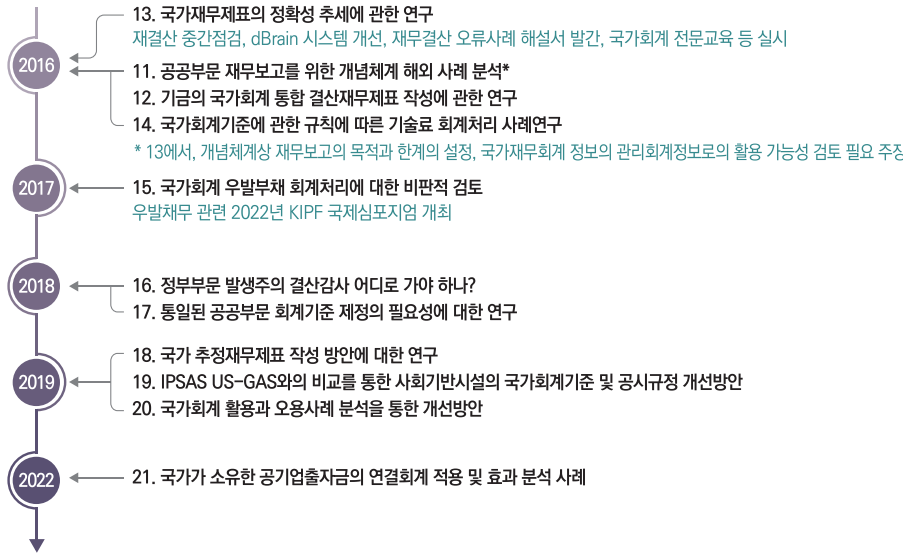 13. 국가재무제표의 정확성 추세에 관한 연구
재결산 중간점검, dBrain 시스템 개선, 재무결산 오류사례 해설서 발간, 국가회계 전문교육 등 실시
2016
11. 공공부문 재무보고를 위한 개념체계 해외 사례 분석*
12. 기금의 국가회계 통합 결산재무제표 작성에 관한 연구
14. 국가회계기준에 관한 규칙에 따른 기술료 회계처리 사례연구
* 13에서, 개념체계상 재무보고의 목적과 한계의 설정, 국가재무회계 정보의 관리회계정보로의 활용 가능성 검토 필요 주장
2017
15. 국가회계 우발부채 회계처리에 대한 비판적 검토
우발채무 관련 2022년 KIPF 국제심포지엄 개최
2018
16. 정부부문 발생주의 결산감사 어디로 가야 하나?
17. 통일된 공공부문 회계기준 제정의 필요성에 대한 연구
18. 국가 추정재무제표 작성 방안에 대한 연구
2019
19. IPSAS US-GAS와의 비교를 통한 사회기반시설의 국가회계기준 및 공시규정 개선방안
20. 국가회계 활용과 오용사례 분석을 통한 개선방안
2022
21. 국가가 소유한 공기업출자금의 연결회계 적용 및 효과 분석 사례